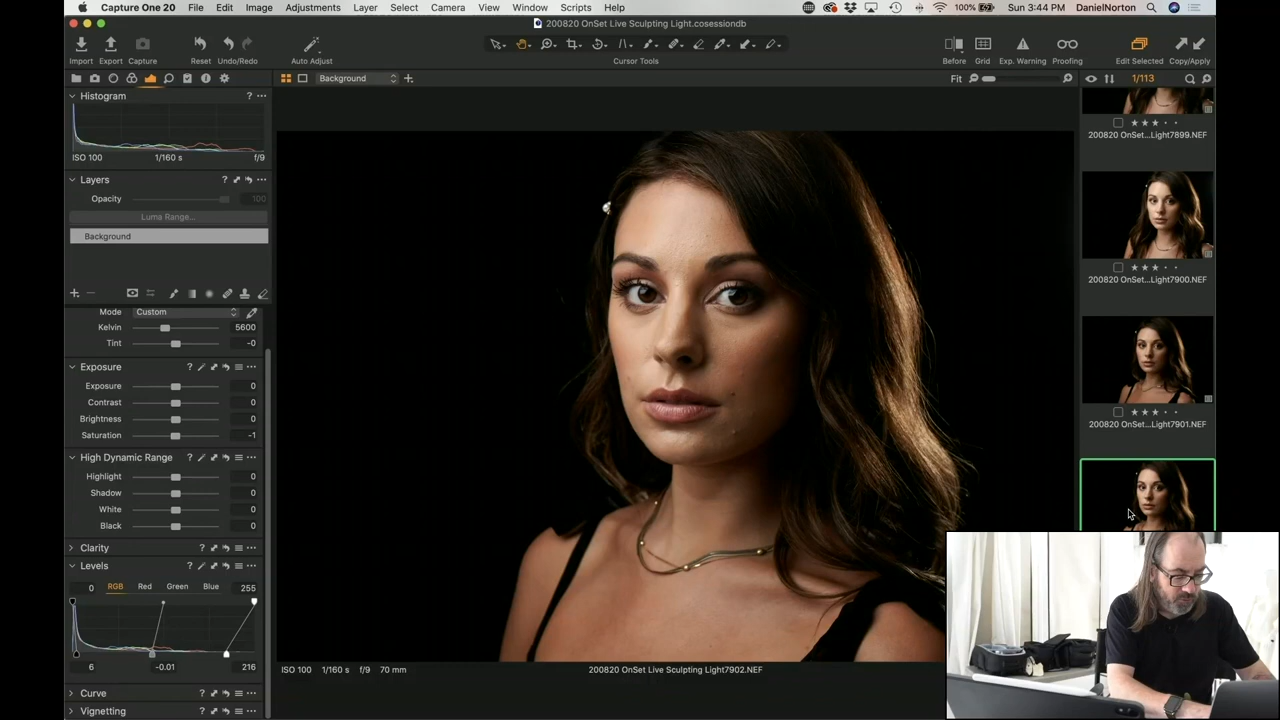 Capture One 20 File Edit Image Adjustments Layer Select Camera View Window Scripts Help 100% Sun 3:44 PM DanielNorton
200820 OnSet Live Sculpting Light.cosessiondb
Import Export Capture Reset Undo/Redo Auto Adjust Cursor Tools Before Grid Exp. Warning Proofing Edit Selected Copy/Apply
Background Fit 1/113
Histogram ? ...
ISO 100 1/160 s f/9
Layers ? ...
Opacity 100
Luma Range...
Background
Mode Custom
Kelvin 5600
Tint -0
Exposure ? ...
Exposure 0
Contrast 0
Brightness 0
Saturation -1
High Dynamic Range ? ...
Highlight 0
Shadow 0
White 0
Black 0
Clarity ? ...
Levels ? ...
0 RGB Red Green Blue 255
6 -0.01 216
Curve ? ...
Vignetting ? ...
ISO 100 1/160 s f/9 70 mm 200820 OnSet Live Sculpting Light7902.NEF
200820 OnSet...Light7899.NEF
200820 OnSet...Light7900.NEF
200820 OnSet...Light7901.NEF